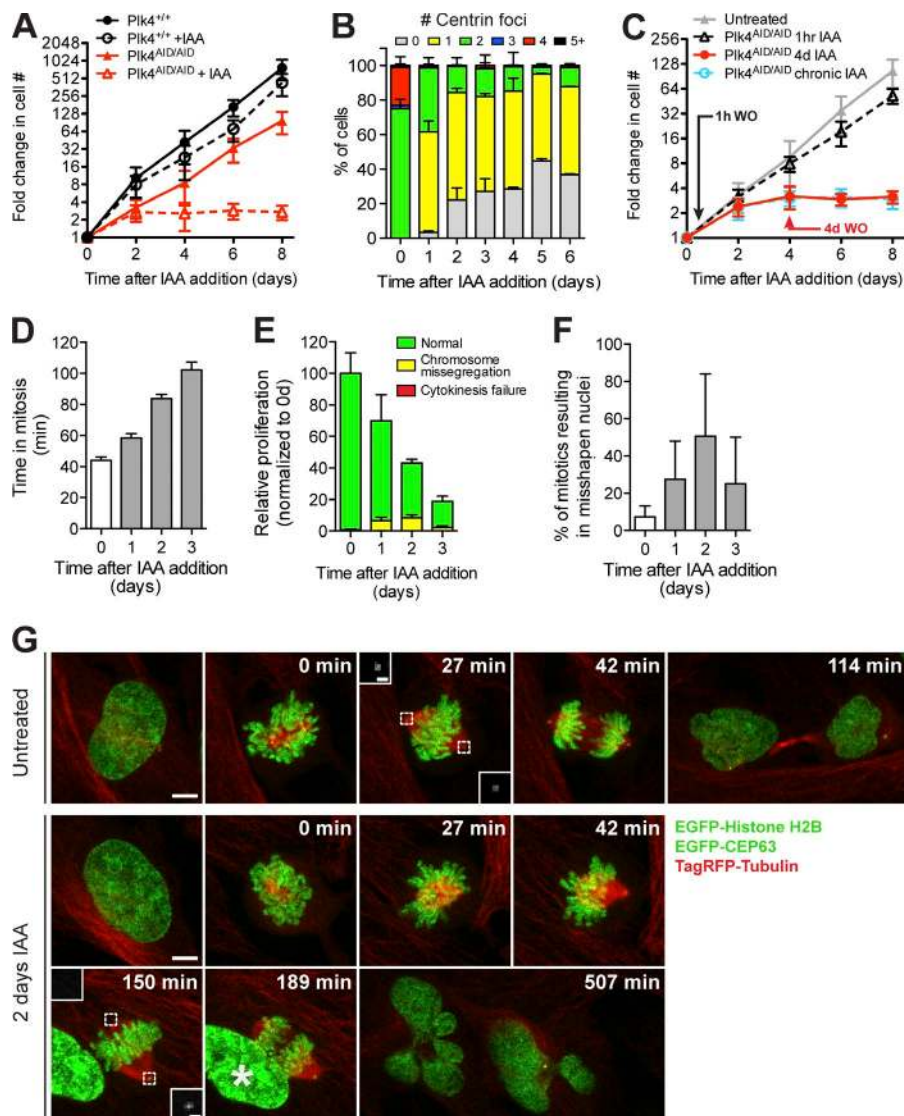 A
Plk4+/+
Plk4+/+ +IAA
Plk4AID/AID
Plk4AID/AID + IAA
Fold change in cell #
2048
1024
512
256
128
64
32
16
8
4
2
1
0 2 4 6 8
Time after IAA addition (days)
B
# Centrin foci
0 1 2 3 4 5+
% of cells
100
80
60
40
20
0
0 1 2 3 4 5 6
Time after IAA addition (days)
C
Untreated
Plk4AID/AID 1hr IAA
Plk4AID/AID 4d IAA
Plk4AID/AID chronic IAA
Fold change in cell #
256
128
64
32
16
8
4
2
1
1h WO
4d WO
0 2 4 6 8
Time after IAA addition (days)
D
Time in mitosis
(min)
120
100
80
60
40
20
0
0 1 2 3
Time after IAA addition
(days)
E
Normal
Chromosome
missegregation
Cytokinesis failure
Relative proliferation
(normalized to 0d)
120
100
80
60
40
20
0
0 1 2 3
Time after IAA addition
(days)
F
% of mitotics resulting
in misshapen nuclei
100
80
60
40
20
0
0 1 2 3
Time after IAA addition
(days)
G
Untreated
0 min
27 min
42 min
114 min
2 days IAA
0 min
27 min
42 min
EGFP-Histone H2B
EGFP-CEP63
TagRFP-Tubulin
150 min
189 min
*
507 min